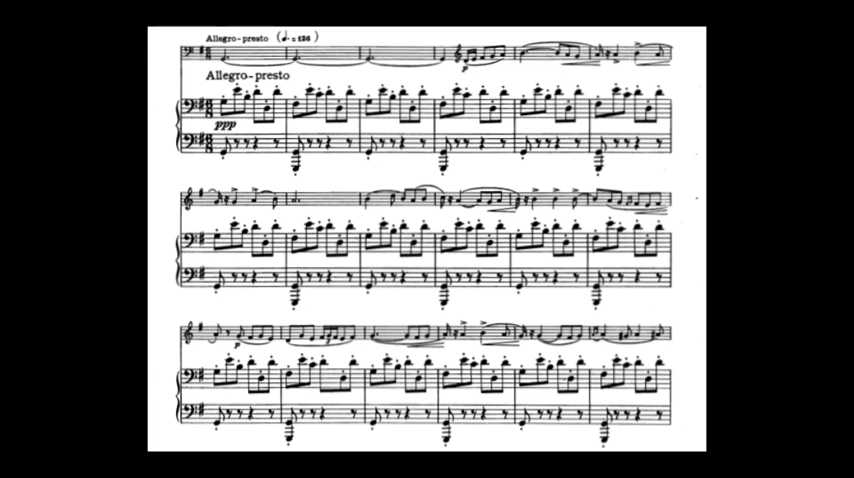 Allegro-presto (♩. = 126)
p
Allegro-presto
ppp
p